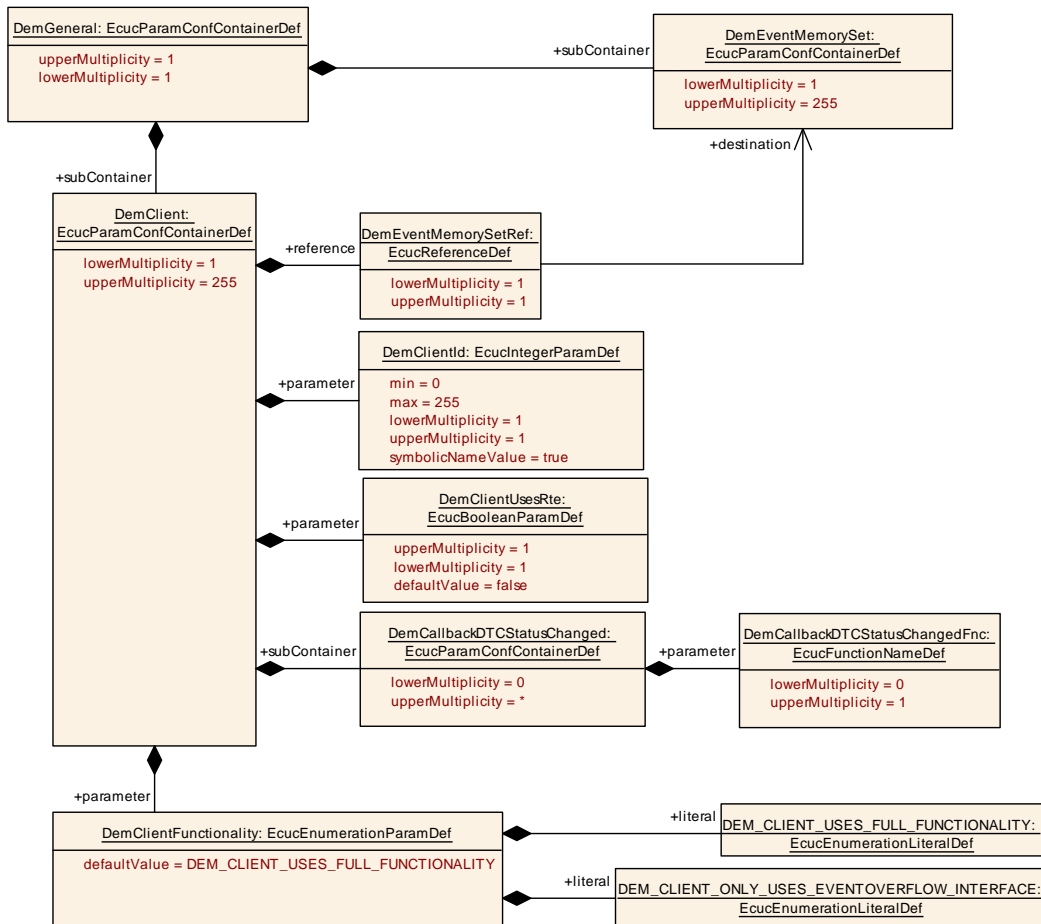 DemGeneral: EcucParamConfContainerDef
upperMultiplicity = 1
lowerMultiplicity = 1
+subContainer
DemEventMemorySet:
EcucParamConfContainerDef
lowerMultiplicity = 1
upperMultiplicity = 255
+destination
+subContainer
DemClient:
EcucParamConfContainerDef
lowerMultiplicity = 1
upperMultiplicity = 255
+reference
DemEventMemorySetRef:
EcucReferenceDef
lowerMultiplicity = 1
upperMultiplicity = 1
+parameter
DemClientId: EcucIntegerParamDef
min = 0
max = 255
lowerMultiplicity = 1
upperMultiplicity = 1
symbolicNameValue = true
+parameter
DemClientUsesRte:
EcucBooleanParamDef
upperMultiplicity = 1
lowerMultiplicity = 1
defaultValue = false
+subContainer
DemCallbackDTCStatusChanged:
EcucParamConfContainerDef
lowerMultiplicity = 0
upperMultiplicity = *
+parameter
DemCallbackDTCStatusChangedFnc:
EcucFunctionNameDef
lowerMultiplicity = 0
upperMultiplicity = 1
+parameter
DemClientFunctionality: EcucEnumerationParamDef
defaultValue = DEM_CLIENT_USES_FULL_FUNCTIONALITY
+literal
DEM_CLIENT_USES_FULL_FUNCTIONALITY:
EcucEnumerationLiteralDef
+literal
DEM_CLIENT_ONLY_USES_EVENTOVERFLOW_INTERFACE:
EcucEnumerationLiteralDef